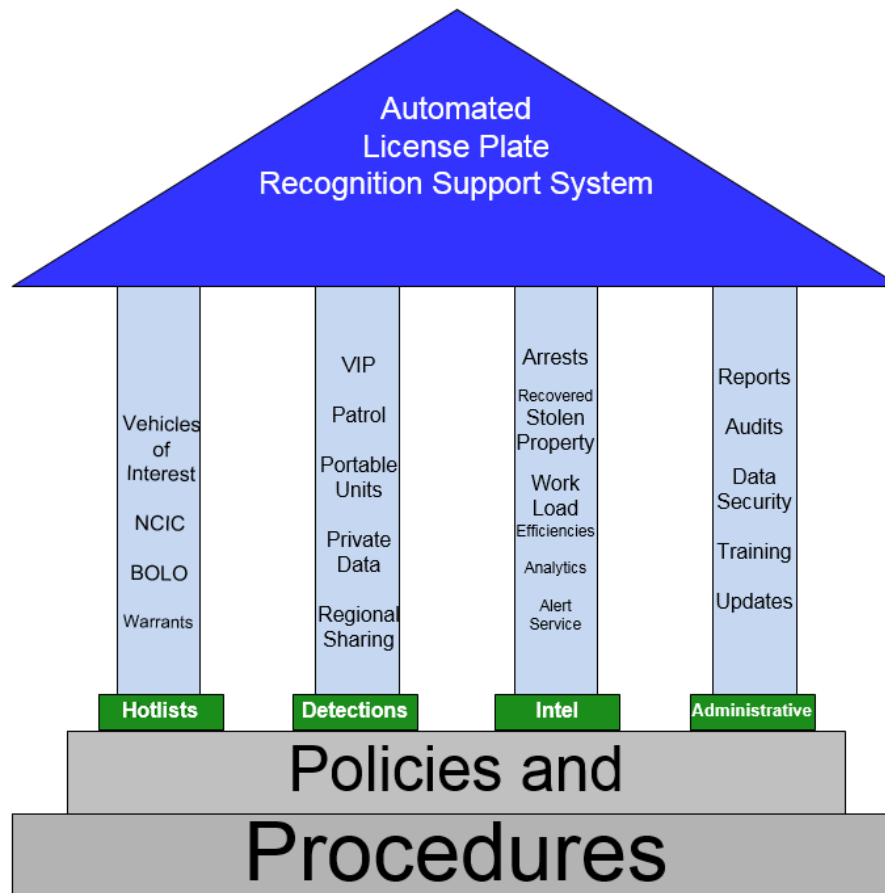 Automated
License Plate
Recognition Support System
Vehicles
of
Interest
NCIC
BOLO
Warrants
Hotlists
VIP
Patrol
Portable
Units
Private
Data
Regional
Sharing
Detections
Arrests
Recovered
Stolen
Property
Work
Load
Efficiencies
Analytics
Alert
Service
Intel
Reports
Audits
Data
Security
Training
Updates
Administrative
Policies and
Procedures